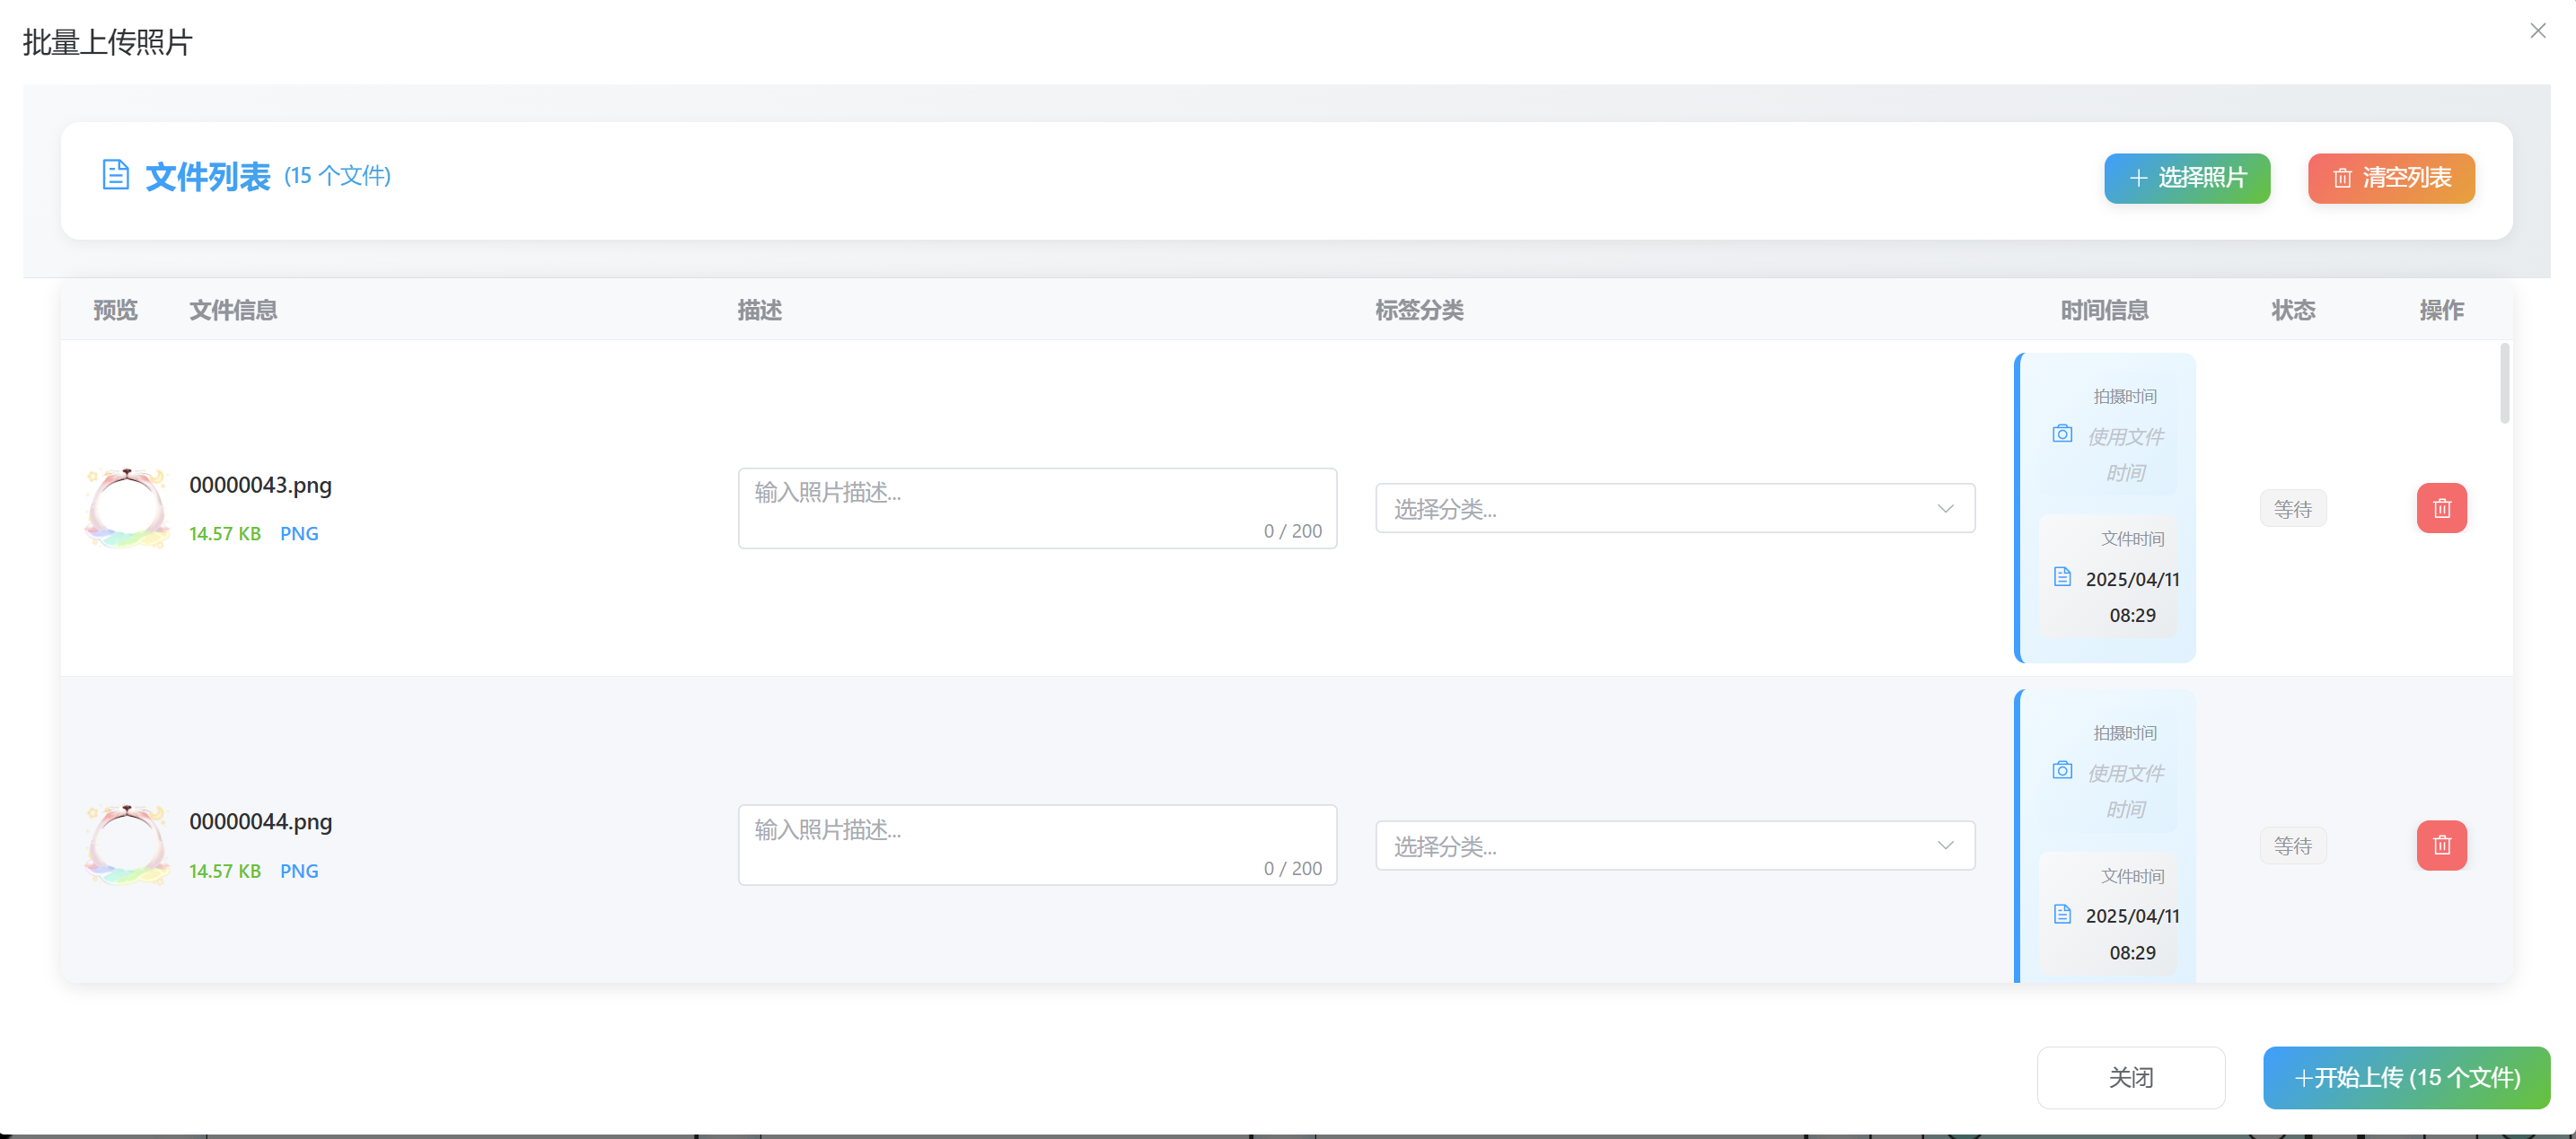 批量上传照片
文件列表 (15 个文件)
选择照片
清空列表
预览 文件信息 描述 标签分类 时间信息 状态 操作
00000043.png
14.57 KB PNG
输入照片描述...
0 / 200
选择分类...
拍摄时间
使用文件
时间
文件时间
2025/04/11
08:29
等待
00000044.png
14.57 KB PNG
输入照片描述...
0 / 200
选择分类...
拍摄时间
使用文件
时间
文件时间
2025/04/11
08:29
等待
关闭
+开始上传 (15 个文件)